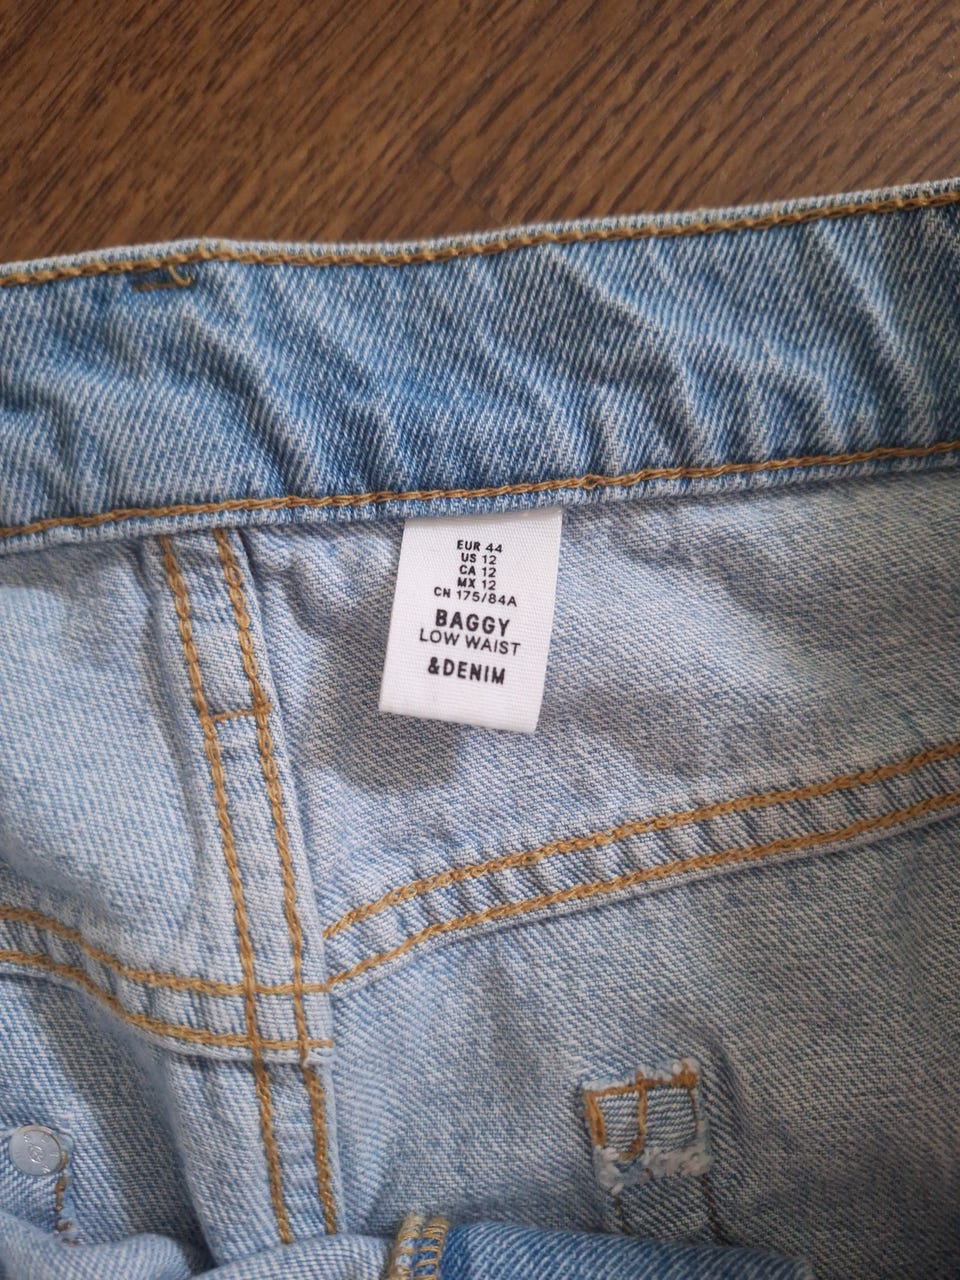 EUR 44
US 12
CA 12
MX 12
CN 175/84A
BAGGY
LOW WAIST
&DENIM